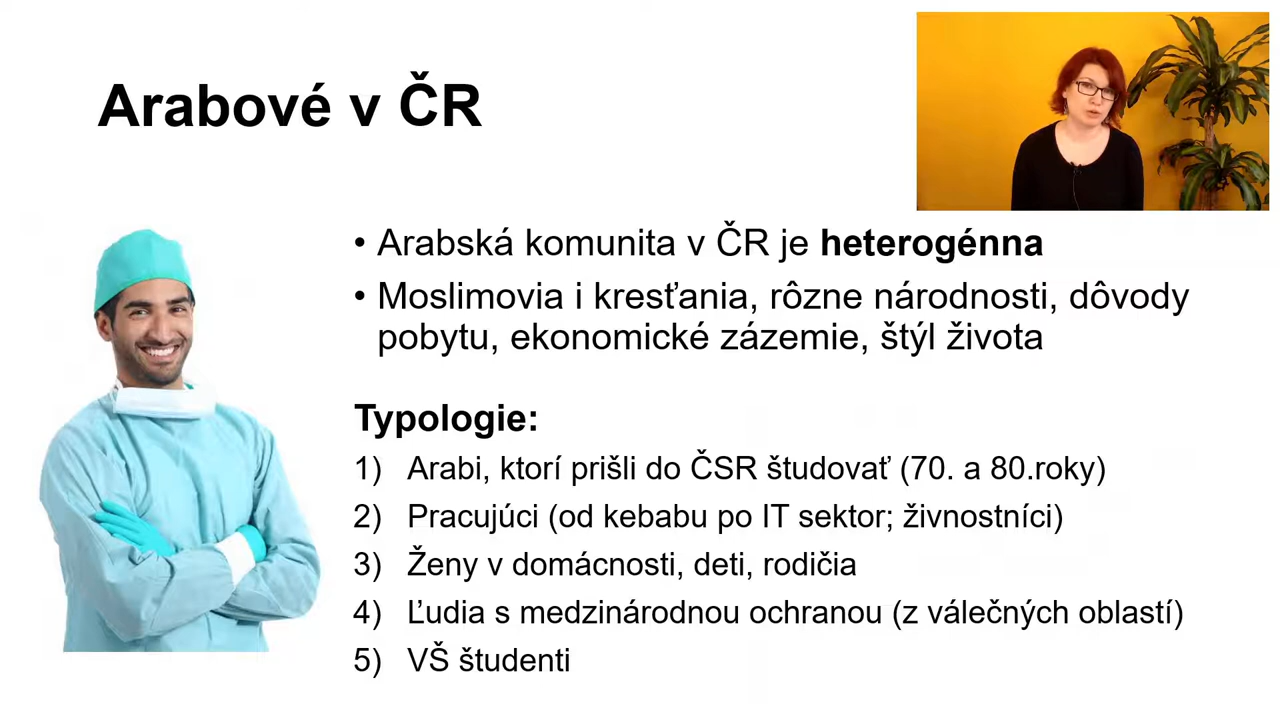 Arabové v ČR
• Arabská komunita v ČR je heterogénna
• Moslimovia i kresťania, rôzne národnosti, dôvody
pobytu, ekonomické zázemie, štýl života
Typologie:
1) Arabi, ktorí prišli do ČSR študovať (70. a 80.roky)
2) Pracujúci (od kebabu po IT sektor; živnostníci)
3) Ženy v domácnosti, deti, rodičia
4) Ľudia s medzinárodnou ochranou (z válečných oblastí)
5) VŠ študenti